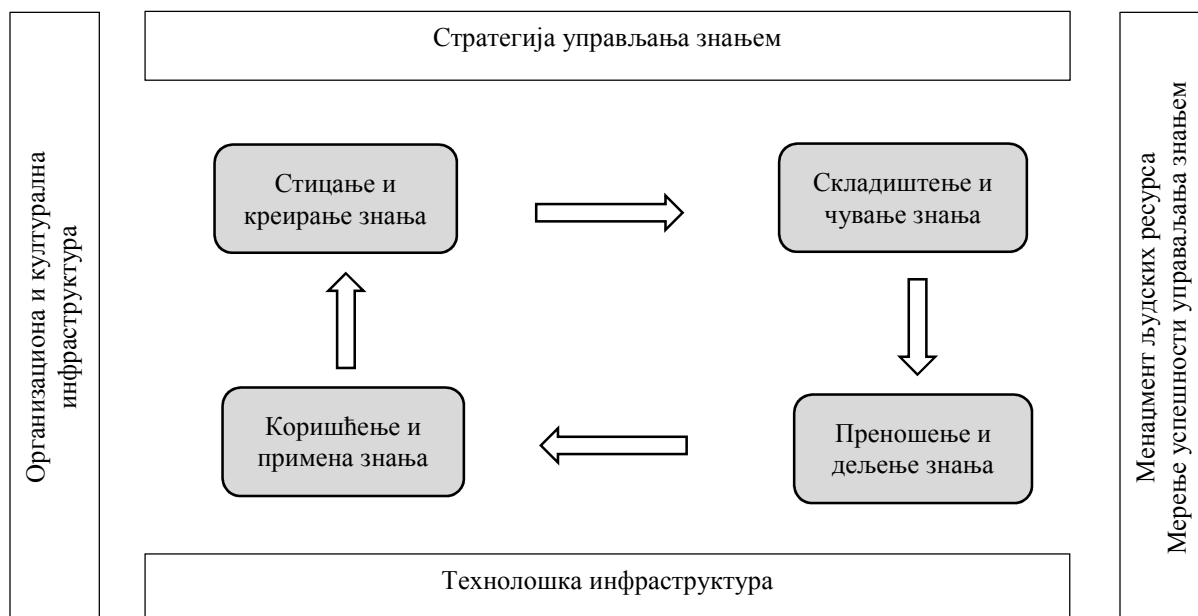 Стратегија управљања знањем
Организациона и културална
инфраструктура
Стицање и
креирање знања
Складиштење и
чување знања
Коришћење и
примена знања
Преношење и
дељење знања
Менаџмент људских ресурса
Мерење успешности управаљања знањем
Технолошка инфраструктура